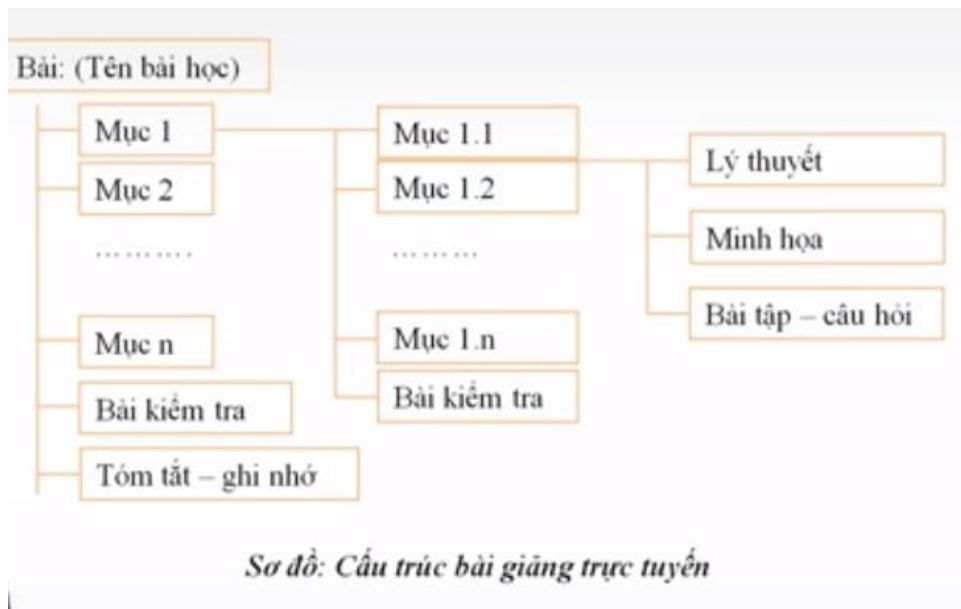 Bài: (Tên bài học)
Mục 1
Mục 2
……….
Mục n
Bài kiểm tra
Tóm tắt – ghi nhớ
Mục 1.1
Mục 1.2
………
Mục 1.n
Bài kiểm tra
Lý thuyết
Minh họa
Bài tập – câu hỏi
Sơ đồ: Cấu trúc bài giảng trực tuyến